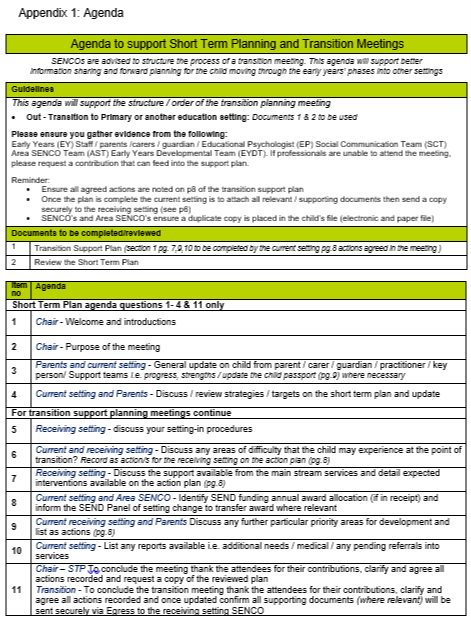 Appendix 1: Agenda
Agenda to support Short Term Planning and Transition Meetings
SENCOs are advised to structure the process of a transition meeting. This agenda will support better
information sharing and forward planning for the child moving through the early years' phases into other settings
Guidelines
This agenda will support the structure / order of the transition planning meeting
• Out - Transition to Primary or another education setting: Documents 1 & 2 to be used
Please ensure you gather evidence from the following:
Early Years (EY) Staff / parents /carers / guardian / Educational Psychologist (EP) Social Communication Team (SCT)
Area SENCO Team (AST) Early Years Developmental Team (EYDT). If professionals are unable to attend the meeting,
please request a contribution that can feed into the support plan.
Reminder:
• Ensure all agreed actions are noted on p8 of the transition support plan
• Once the plan is complete the current setting is to attach all relevant / supporting documents then send a copy
securely to the receiving setting (see p6)
• SENCO's and Area SENCO's ensure a duplicate copy is placed in the child's file (electronic and paper file)
Documents to be completed/reviewed
1 Transition Support Plan (section 1 pg. 7,9,10 to be completed by the current setting pg.8 actions agreed in the meeting )
2 Review the Short Term Plan
Item Agenda
no
Short Term Plan agenda questions 1- 4 & 11 only
1 Chair - Welcome and introductions
2 Chair - Purpose of the meeting
3 Parents and current setting - General update on child from parent / carer / guardian / practitioner / key
person/ Support teams i.e. progress, strengths / update the child passport (pg.9) where necessary
4 Current setting and Parents - Discuss / review strategies / targets on the short term plan and update
For transition support planning meetings continue
5 Receiving setting - discuss your setting-in procedures
6 Current and receiving setting - Discuss any areas of difficulty that the child may experience at the point of
transition? Record as action/s for the receiving setting on the action plan (pg.8)
7 Receiving setting - Discuss the support available from the main stream services and detail expected
interventions available on the action plan (pg.8)
8 Current setting and Area SENCO - Identify SEND funding annual award allocation (if in receipt) and
inform the SEND Panel of setting change to transfer award where relevant
9 Current receiving setting and Parents Discuss any further particular priority areas for development and
list as actions (pg.8)
10 Current setting - List any reports available i.e. additional needs / medical / any pending referrals into
services
11 Chair – STP To conclude the meeting thank the attendees for their contributions, clarify and agree all
actions recorded and request a copy of the reviewed plan
Transition - To conclude the transition meeting thank the attendees for their contributions, clarify and
agree all actions recorded once updated confirm all supporting documents (where relevant) will be
sent securely via Egress to the receiving setting SENCO